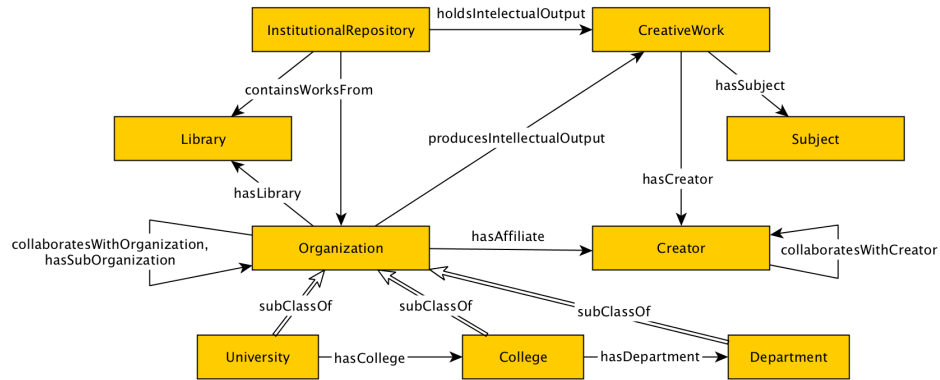 holdsIntelectualOutput
InstitutionalRepository
CreativeWork
containsWorksFrom
hasSubject
Library
producesIntellectualOutput
Subject
hasLibrary
hasCreator
collaboratesWithOrganization,
hasSubOrganization
Organization
hasAffiliate
Creator
collaboratesWithCreator
subClassOf
subClassOf
subClassOf
University
hasCollege
College
hasDepartment
Department